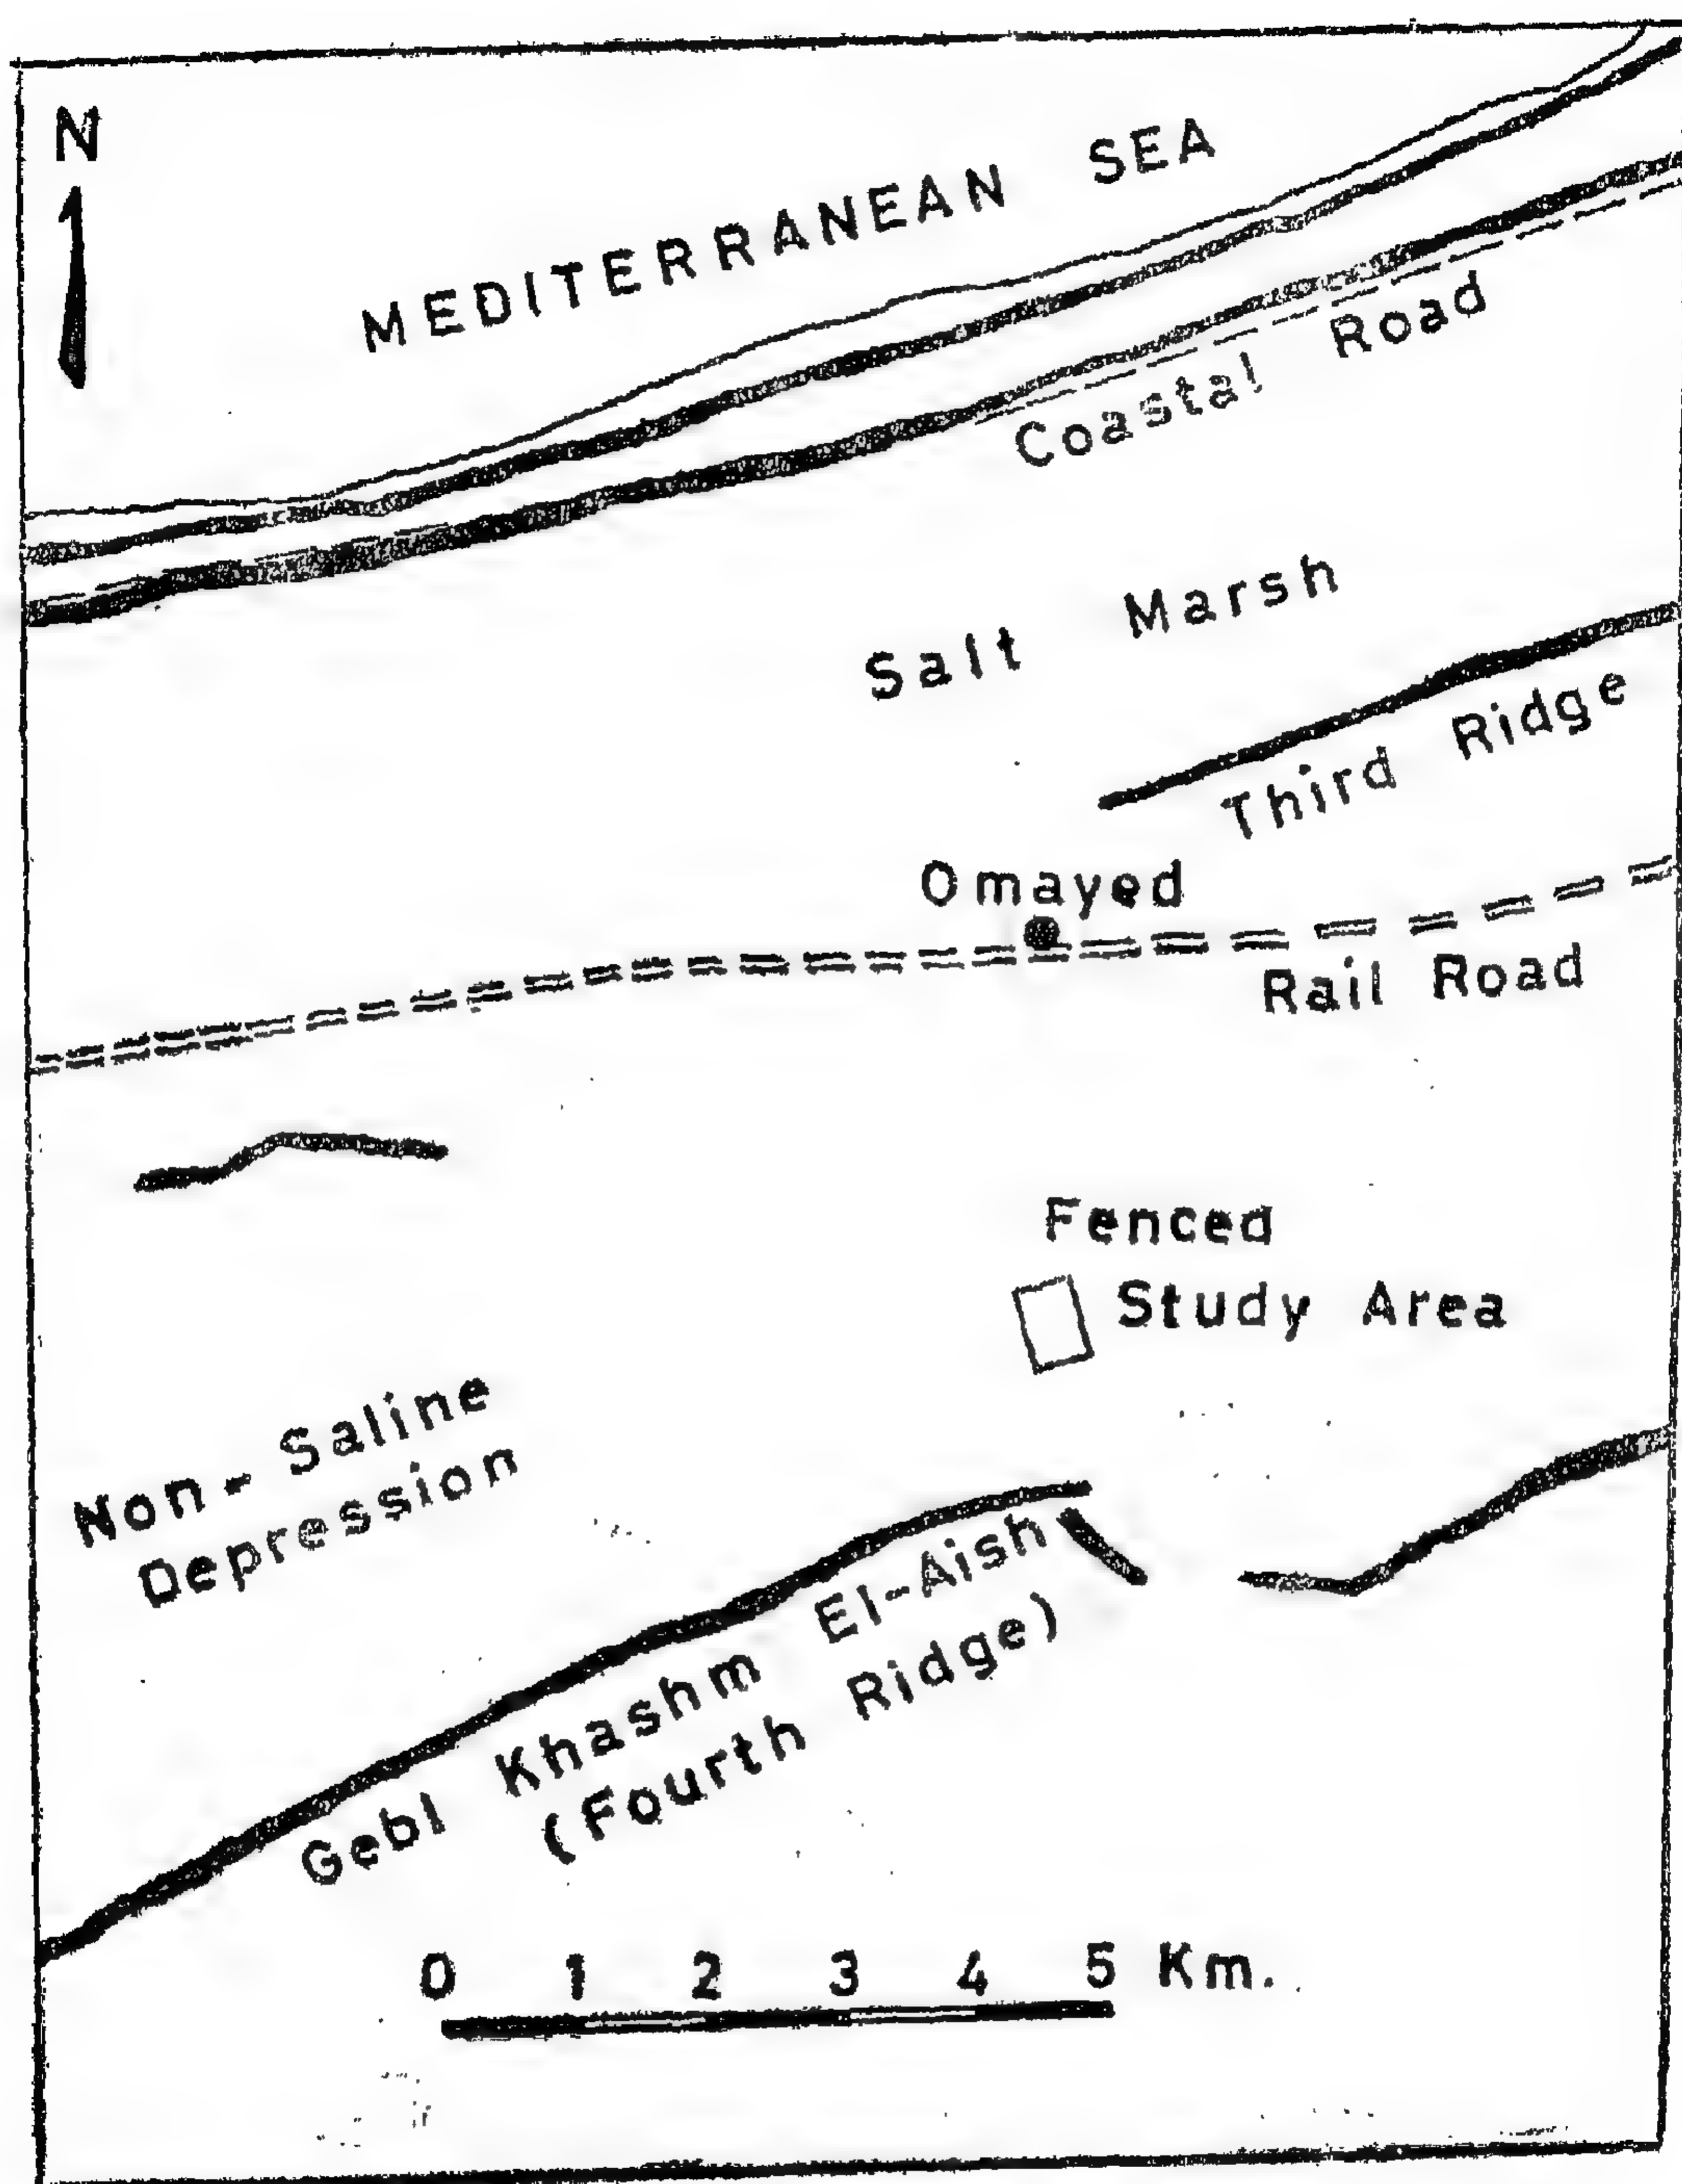 N
MEDITERRANEAN SEA
Coastal Road
Salt Marsh
Third Ridge
Omayed
Rail Road
Fenced
Study Area
Non-Saline
Depression
Gebl Khashm El-Aish
(Fourth Ridge)
0 1 2 3 4 5 Km.